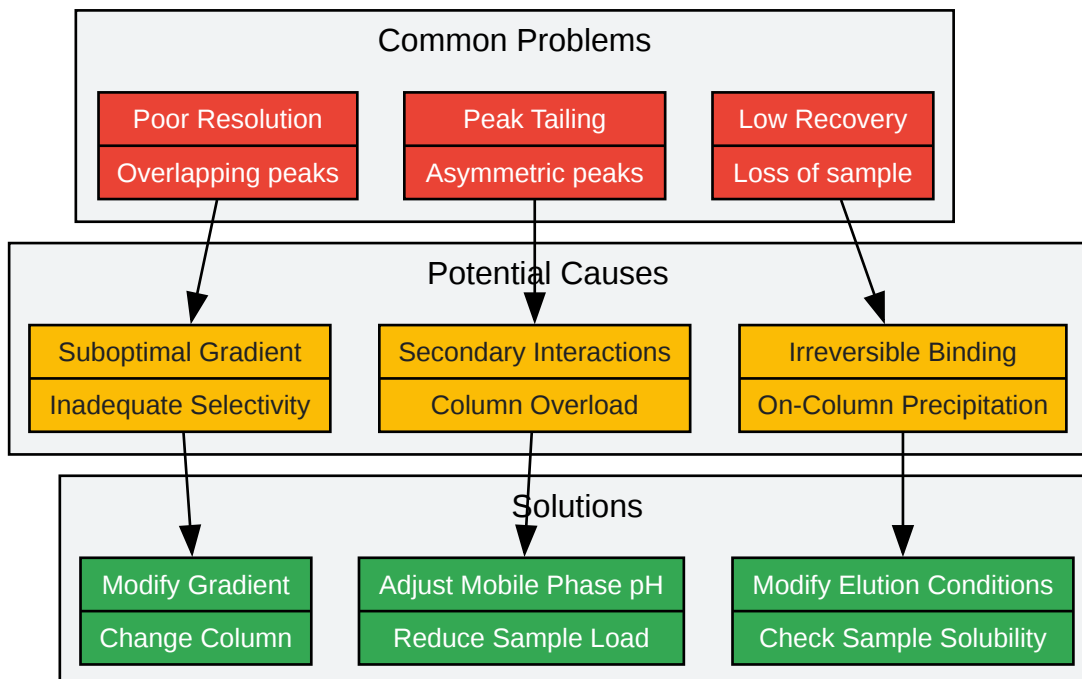 Common Problems
Poor Resolution
Overlapping peaks
Peak Tailing
Asymmetric peaks
Low Recovery
Loss of sample
Potential Causes
Suboptimal Gradient
Inadequate Selectivity
Secondary Interactions
Column Overload
Irreversible Binding
On-Column Precipitation
Solutions
Modify Gradient
Change Column
Adjust Mobile Phase pH
Reduce Sample Load
Modify Elution Conditions
Check Sample Solubility